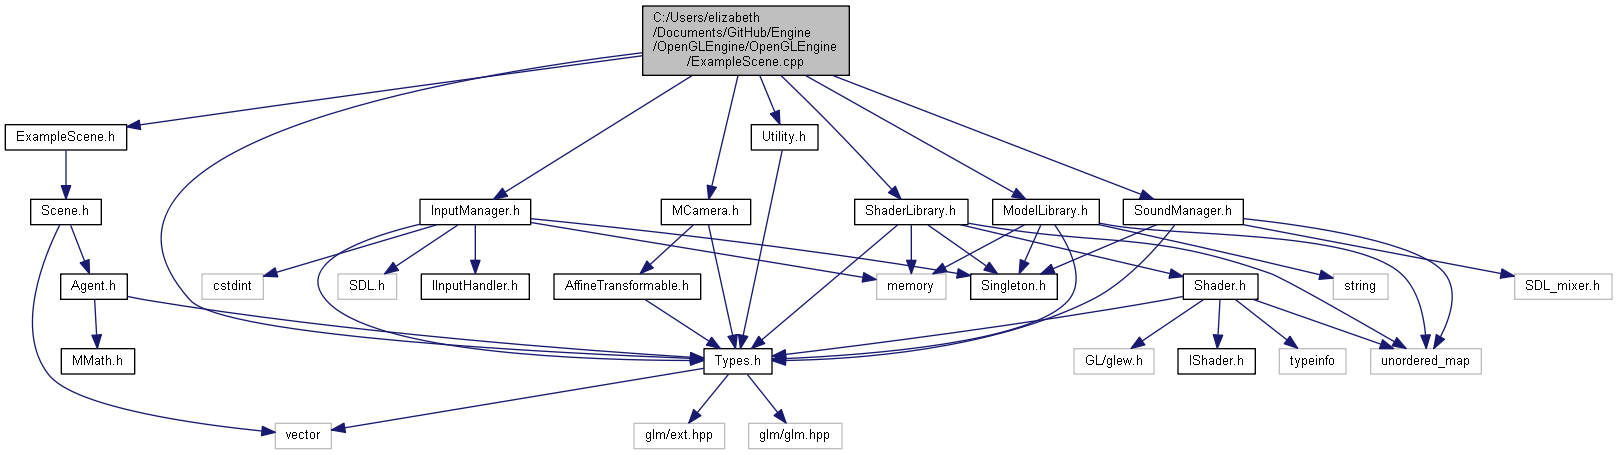 C:/Users/elizabeth
/Documents/GitHub/Engine
/OpenGLEngine/OpenGLEngine
/ExampleScene.cpp
ExampleScene.h
Utility.h
Scene.h
InputManager.h
MCamera.h
ShaderLibrary.h
ModelLibrary.h
SoundManager.h
Agent.h
cstdint
SDL.h
IInputHandler.h
AffineTransformable.h
memory
Singleton.h
Shader.h
string
SDL_mixer.h
MMath.h
Types.h
GL/glew.h
IShader.h
typeinfo
unordered_map
vector
glm/ext.hpp
glm/glm.hpp